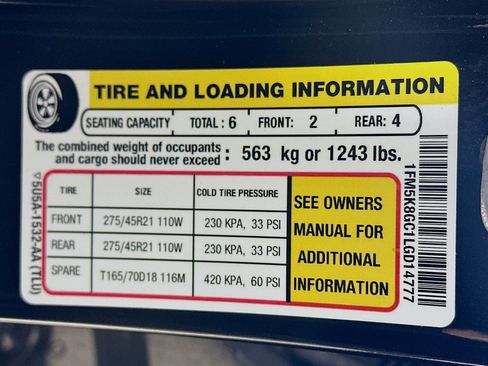 TIRE AND LOADING INFORMATION
SEATING CAPACITY TOTAL: 6 FRONT: 2 REAR: 4
The combined weight of occupants
and cargo should never exceed : 563 kg or 1243 lbs.
TIRE SIZE COLD TIRE PRESSURE
FRONT 275/45R21 110W 230 KPA, 33 PSI
REAR 275/45R21 110W 230 KPA, 33 PSI
SPARE T165/70D18 116M 420 KPA, 60 PSI
SEE OWNERS
MANUAL FOR
ADDITIONAL
INFORMATION
5U5A-1532-AA (TLU)
1FM5K8GC1LGD14777